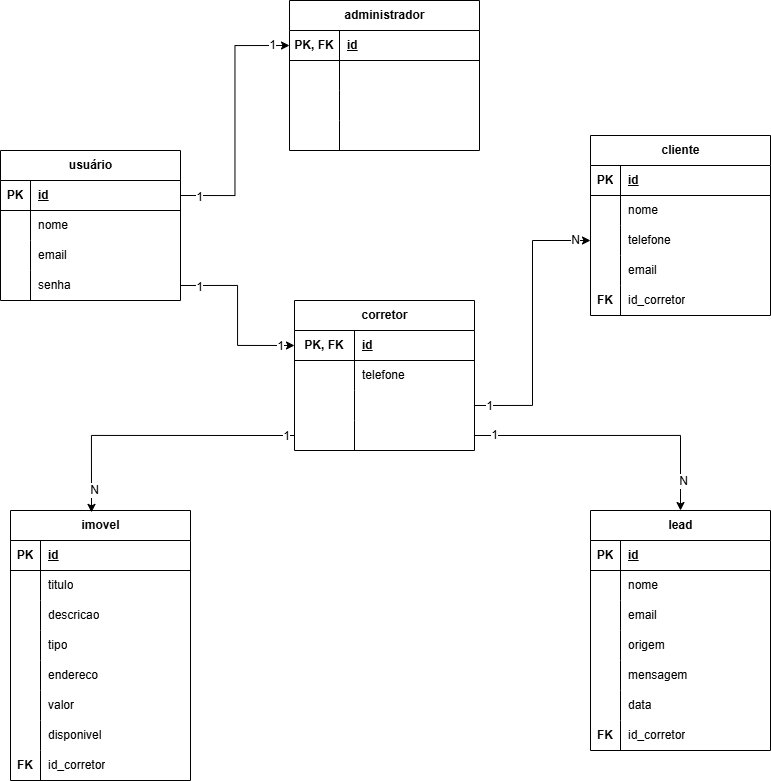 administrador
PK, FK id
usuário
PK id
nome
email
senha
1
1
1
1
cliente
PK id
nome
telefone
email
FK id_corretor
corretor
PK, FK id
telefone
1
N
1
N
1
N
imovel
PK id
titulo
descricao
tipo
endereco
valor
disponivel
FK id_corretor
lead
PK id
nome
email
origem
mensagem
data
FK id_corretor